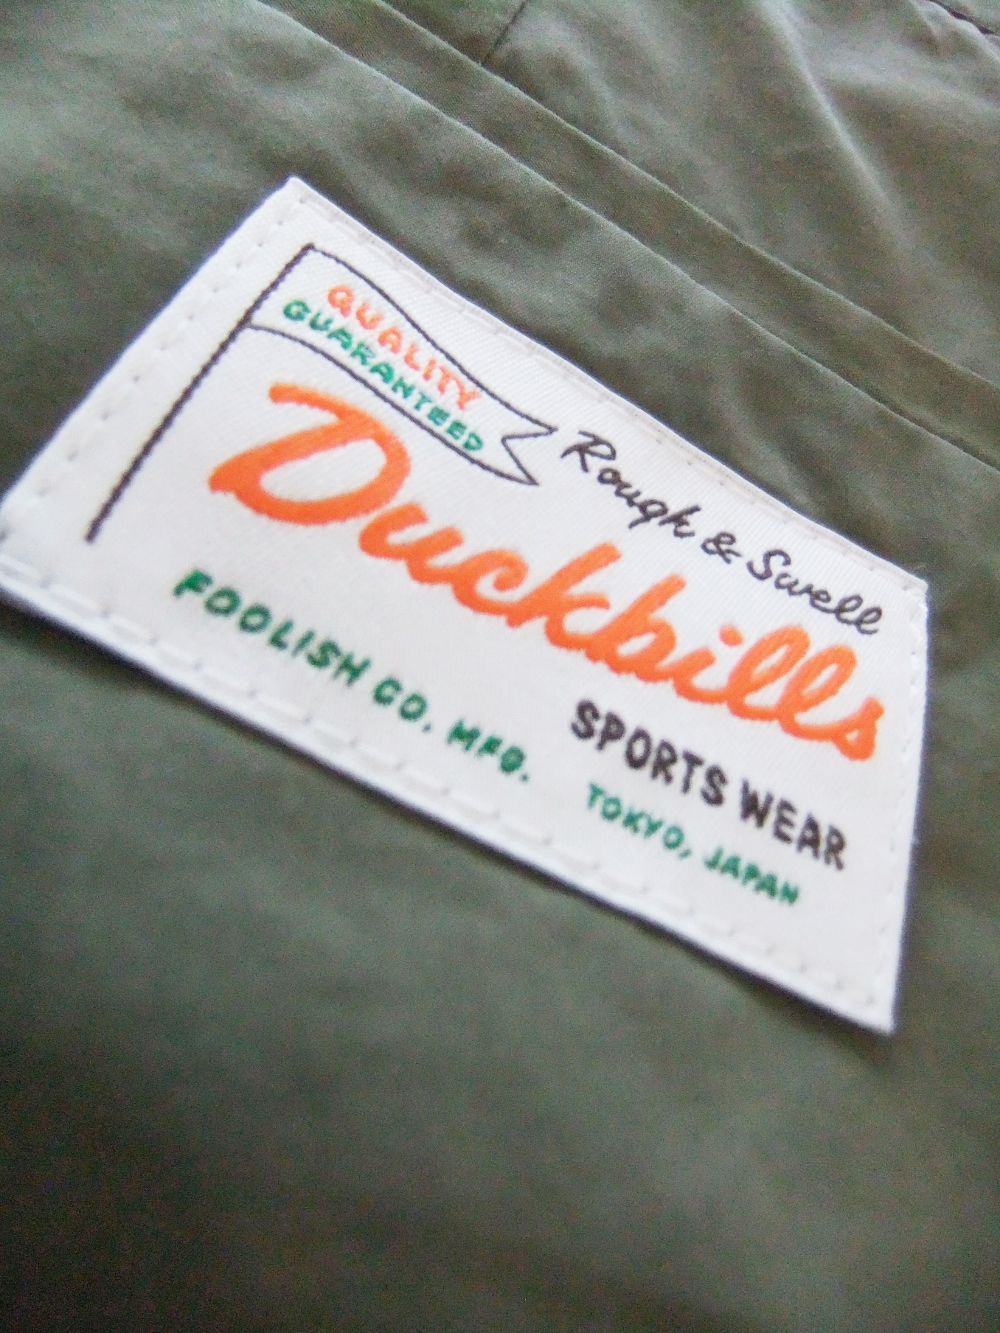 QUALITY
GUARANTEED
Rough & Swell
Duckbills
SPORTS WEAR
FOOLISH CO. MFG.
TOKYO, JAPAN